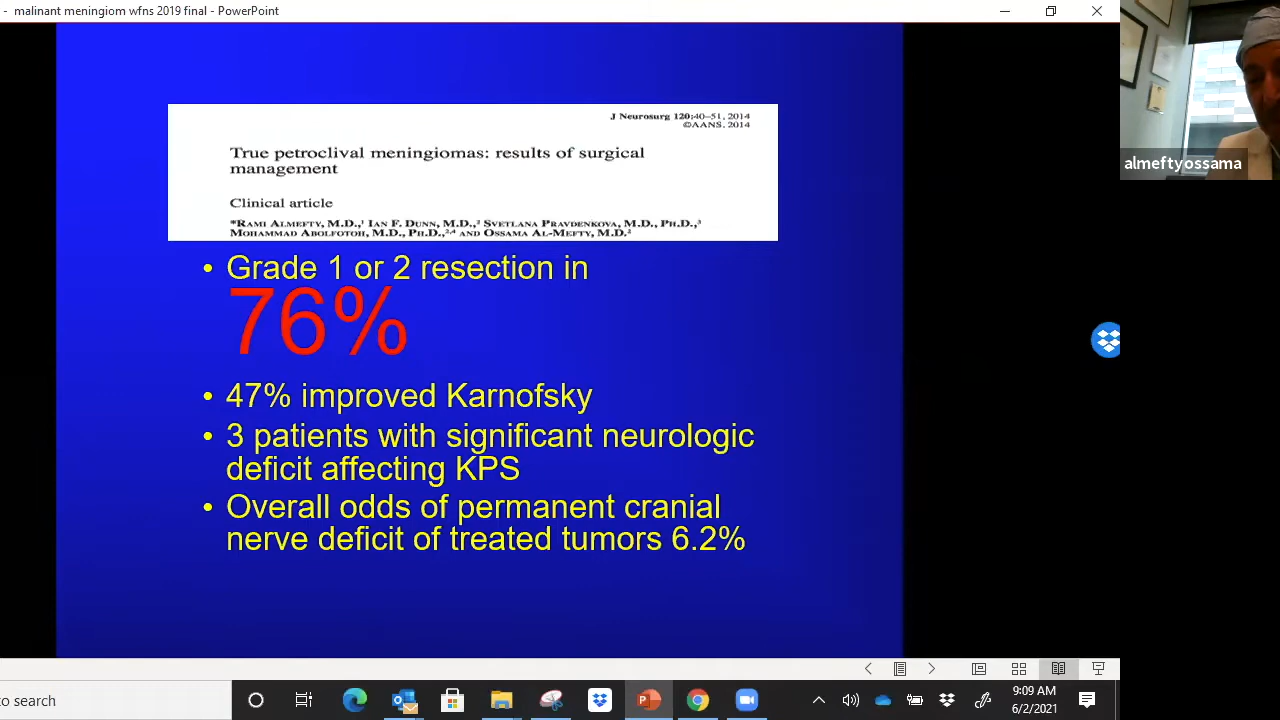 - malinant meningiom wfns 2019 final - PowerPoint
J Neurosurg 120:40–51, 2014
©AANS, 2014
True petroclival meningiomas: results of surgical
management
Clinical article
*Rami Almefty, M.D.,1 Ian F. Dunn, M.D.,2 Svetlana Pravdenkova, M.D., Ph.D.,3
Mohammad Abolfotoh, M.D., Ph.D.,2,4 and Ossama Al-Mefty, M.D.2
• Grade 1 or 2 resection in
76%
• 47% improved Karnofsky
• 3 patients with significant neurologic
deficit affecting KPS
• Overall odds of permanent cranial
nerve deficit of treated tumors 6.2%
almeftyossama
to search
9:09 AM
6/2/2021